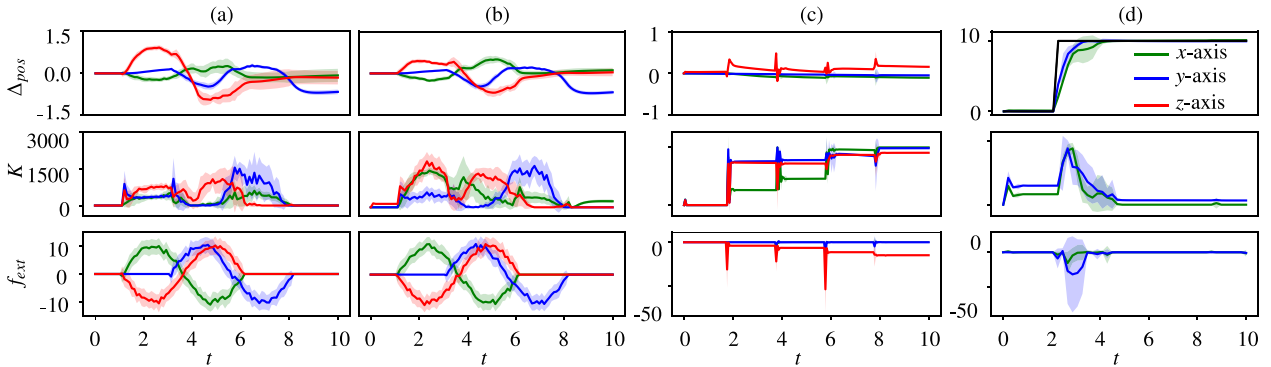 (a) (b) (c) (d)
1.5 1 10
Δpos 0.0 0 x-axis
y-axis
-1.5 -1 0 z-axis
3000
K 1500
0
10 0 0
fext 0
-10
-50 -50
0 2 4 6 8 10 0 2 4 6 8 10 0 2 4 6 8 10 0 2 4 6 8 10
t t t t